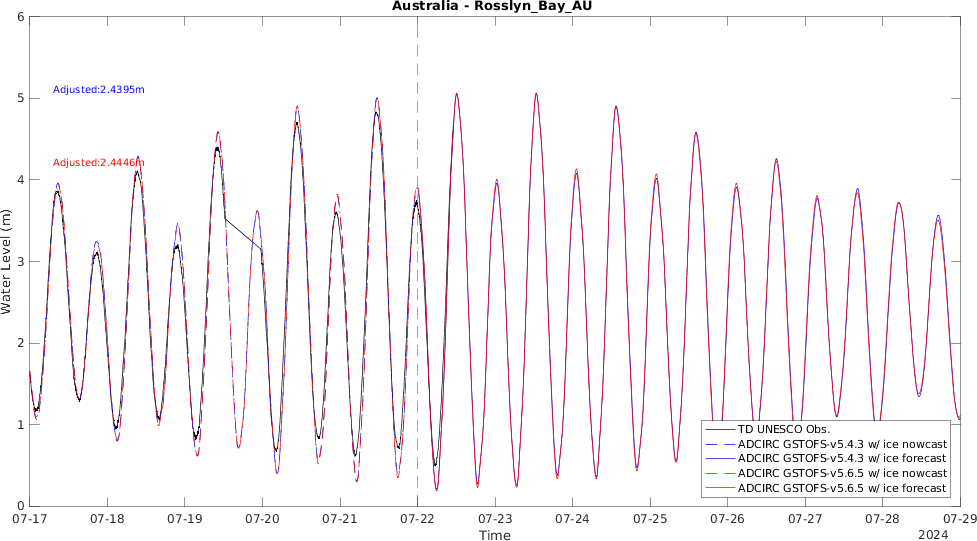 Australia - Rosslyn_Bay_AU
6
5
4
3
2
1
0
Water Level (m)
Adjusted:2.4395m
Adjusted:2.4446m
TD UNESCO Obs.
ADCIRC GSTOFS-v5.4.3 w/ ice nowcast
ADCIRC GSTOFS-v5.4.3 w/ ice forecast
ADCIRC GSTOFS-v5.6.5 w/ ice nowcast
ADCIRC GSTOFS-v5.6.5 w/ ice forecast
07-17 07-18 07-19 07-20 07-21 07-22 07-23 07-24 07-25 07-26 07-27 07-28 07-29
Time
2024